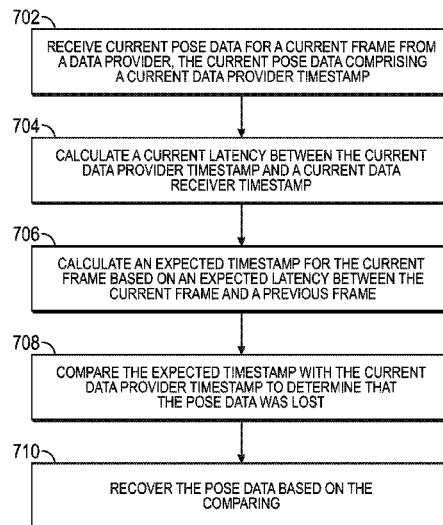 702
RECEIVE CURRENT POSE DATA FOR A CURRENT FRAME FROM
A DATA PROVIDER, THE CURRENT POSE DATA COMPRISING
A CURRENT DATA PROVIDER TIMESTAMP
704
CALCULATE A CURRENT LATENCY BETWEEN THE CURRENT
DATA PROVIDER TIMESTAMP AND A CURRENT DATA
RECEIVER TIMESTAMP
706
CALCULATE AN EXPECTED TIMESTAMP FOR THE CURRENT
FRAME BASED ON AN EXPECTED LATENCY BETWEEN THE
CURRENT FRAME AND A PREVIOUS FRAME
708
COMPARE THE EXPECTED TIMESTAMP WITH THE CURRENT
DATA PROVIDER TIMESTAMP TO DETERMINE THAT
THE POSE DATA WAS LOST
710
RECOVER THE POSE DATA BASED ON THE
COMPARING